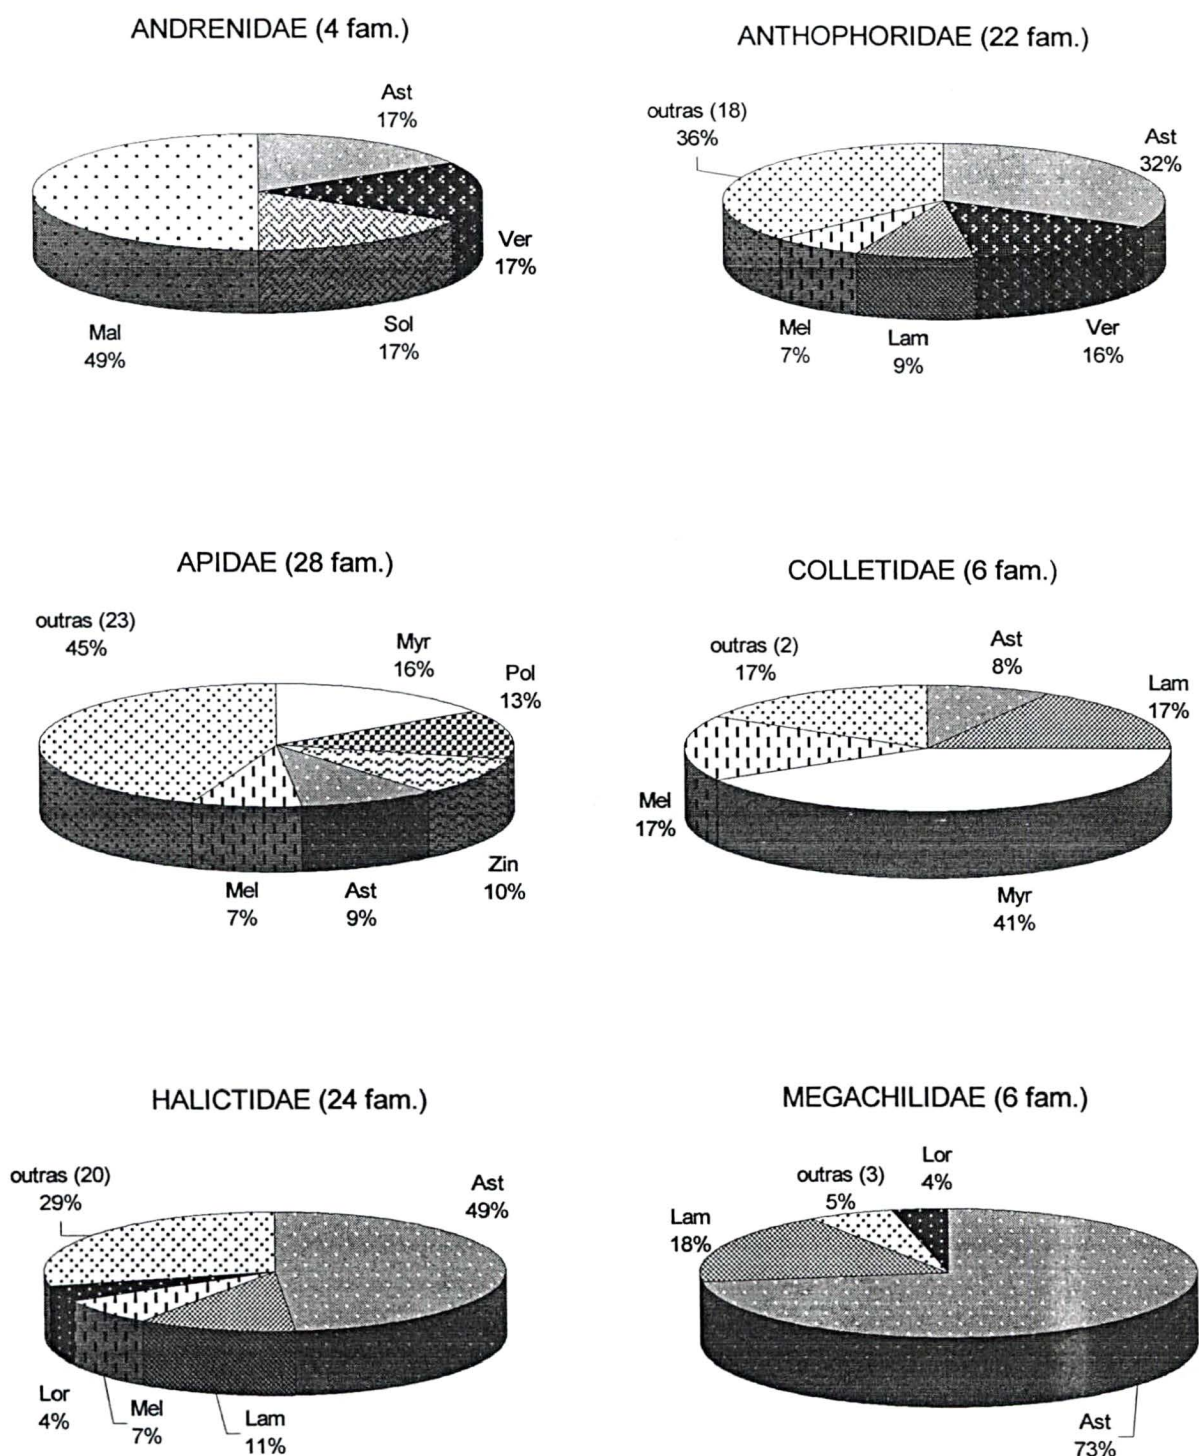 ANDRENIDAE (4 fam.)
Ast
17%
Ver
17%
Sol
17%
Mal
49%
ANTHOPHORIDAE (22 fam.)
outras (18)
36%
Ast
32%
Ver
16%
Lam
9%
Mel
7%
APIDAE (28 fam.)
outras (23)
45%
Myr
16%
Pol
13%
Zin
10%
Ast
9%
Mel
7%
COLLETIDAE (6 fam.)
outras (2)
17%
Ast
8%
Lam
17%
Mel
17%
Myr
41%
HALICTIDAE (24 fam.)
outras (20)
29%
Ast
49%
Lor
4%
Mel
7%
Lam
11%
MEGACHILIDAE (6 fam.)
Lor
4%
outras (3)
5%
Lam
18%
Ast
73%